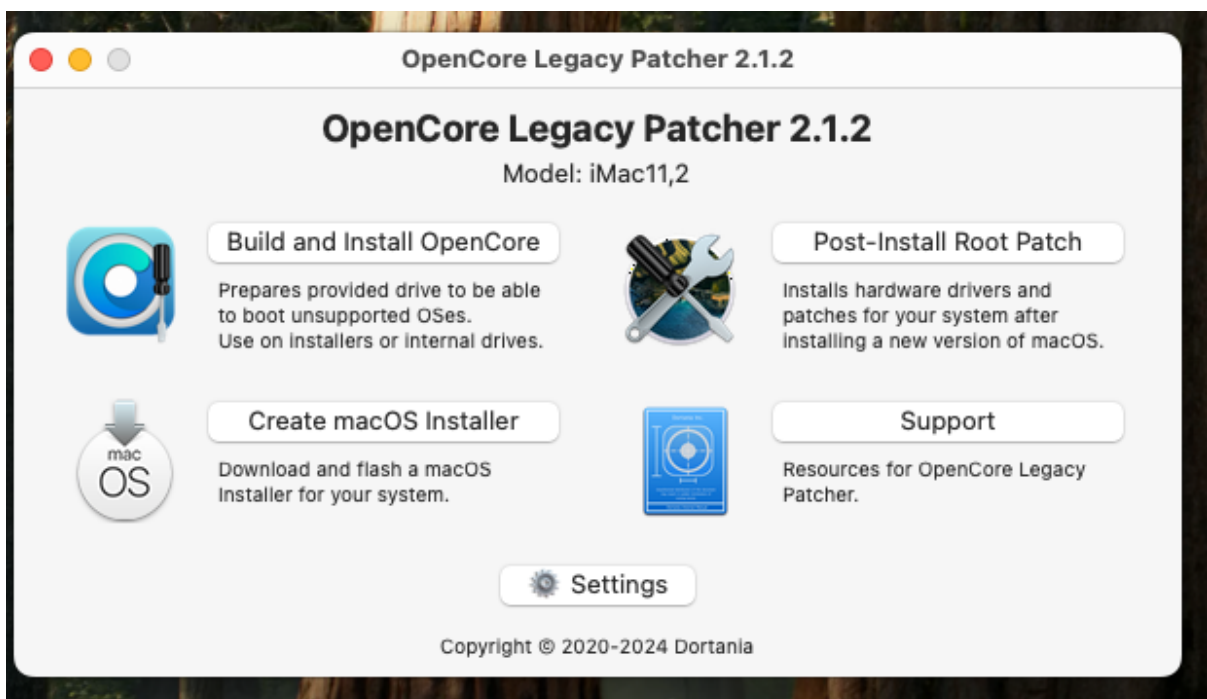 OpenCore Legacy Patcher 2.1.2
OpenCore Legacy Patcher 2.1.2
Model: iMac11,2
Build and Install OpenCore
Prepares provided drive to be able
to boot unsupported OSes.
Use on installers or internal drives.
Post-Install Root Patch
Installs hardware drivers and
patches for your system after
installing a new version of macOS.
mac
OS
Create macOS Installer
Download and flash a macOS
Installer for your system.
Support
Resources for OpenCore Legacy
Patcher.
Settings
Copyright © 2020-2024 Dortania